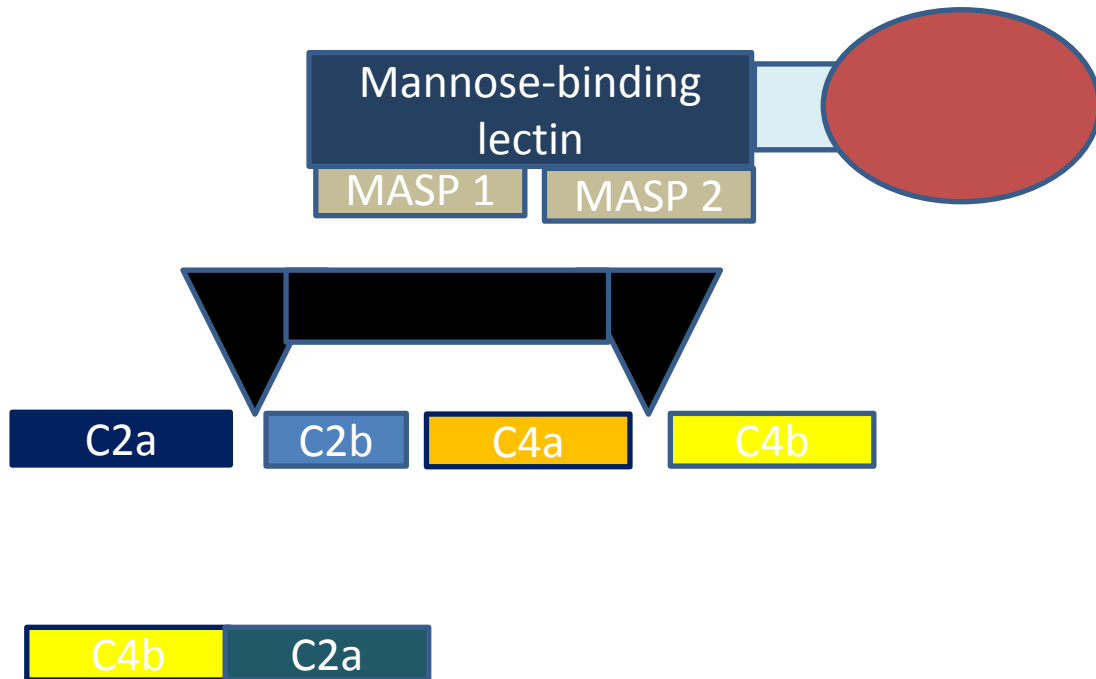 Mannose-binding
lectin
MASP 1
MASP 2
C2a
C2b
C4a
C4b
C4b
C2a